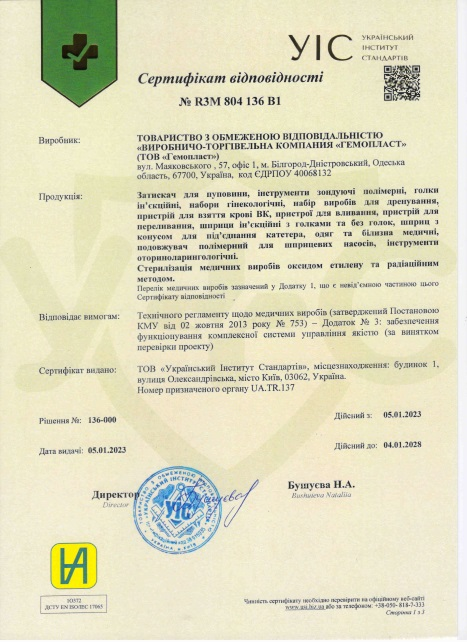 УІС
УКРАЇНСЬКИЙ
ІНСТИТУТ
СТАНДАРТІВ
Сертифікат відповідності
№ R3M 804 136 B1
Виробник:
ТОВАРИСТВО З ОБМЕЖЕНОЮ ВІДПОВІДАЛЬНІСТЮ
«ВИРОБНИЧО-ТОРГІВЕЛЬНА КОМПАНІЯ «ГЕМОПЛАСТ»
(ТОВ «Гемопласт»)
вул. Маяковського , 57, офіс 1, м. Білгород-Дністровський, Одеська
область, 67700, Україна, код ЄДРПОУ 40068132
Продукція:
Затискач для пуповини, інструменти зондуючі полімерні, голки
ін’єкційні, набори гінекологічні, набір виробів для дренування,
пристрій для взяття крові ВК, пристрої для вливання, пристрій для
переливання, шприци ін’єкційні з голками та без голок, шприц з
конусом для під’єднання катетера, одяг та білизна медичні,
подовжувач полімерний для шприцевих насосів, інструменти
оториноларингологічні.
Стерилізація медичних виробів оксидом етилену та радіаційним
методом.
Перелік медичних виробів зазначений у Додатку 1, що є невід’ємною частиною цього
Сертифікату відповідності
Відповідає вимогам:
Технічного регламенту щодо медичних виробів (затверджений Постановою
КМУ від 02 жовтня 2013 року № 753) – Додаток № 3: забезпечення
функціонування комплексної системи управління якістю (за винятком
перевірки проекту)
Сертифікат видано:
ТОВ «Український Інститут Стандартів», місцезнаходження: будинок 1,
вулиця Олександрівська, місто Київ, 03062, Україна.
Номер призначеного органу UA.TR.137
Рішення №: 136-000
Дійсний з: 05.01.2023
Дата видачі: 05.01.2023
Дійсний до: 04.01.2028
Директор
Director
УІС
Бушуєва Н.А.
Bushueva Nataliia
10372
ДСТУ EN ISO/IEC 17065
Чинність сертифікату необхідно перевірити на офіційному веб-сайті
www.usi.biz.ua або за телефоном: +38-050- 818-7-333
Сторінка 1 з 3